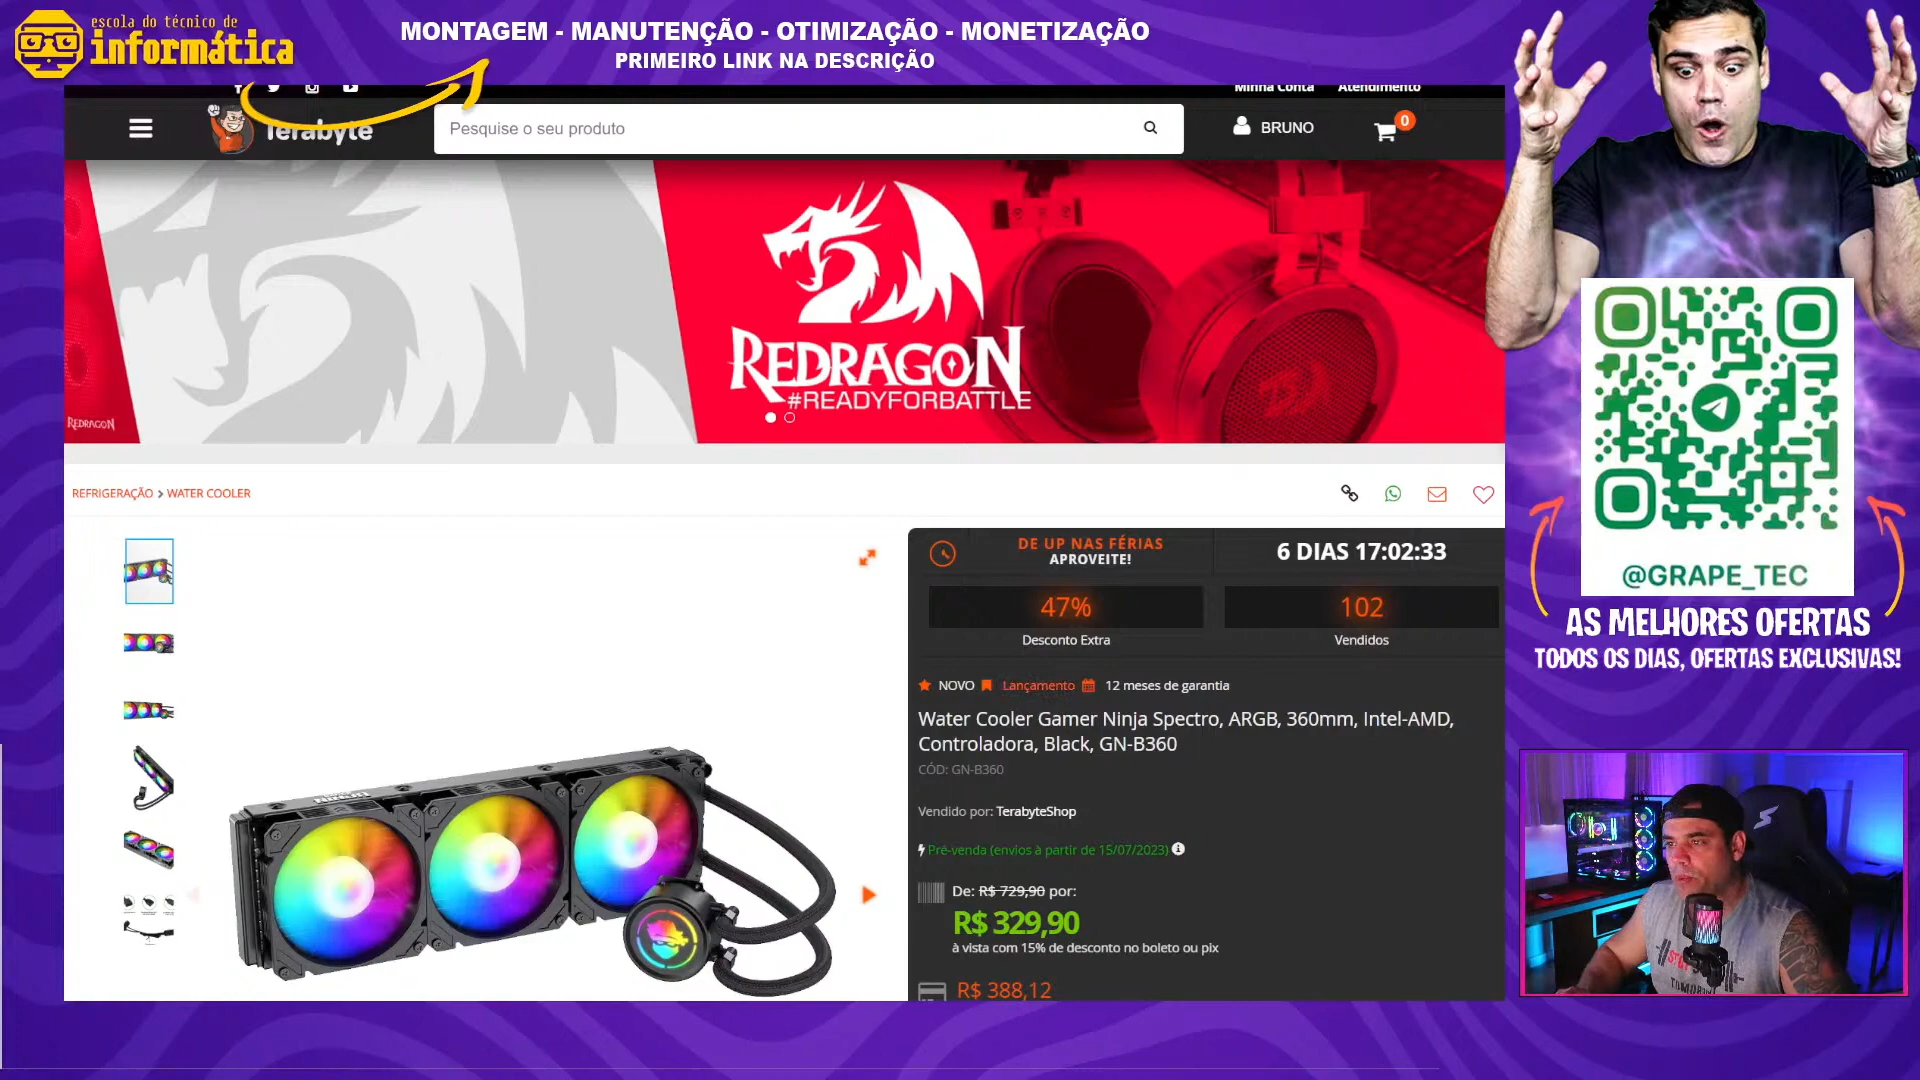 escola do técnico de
informática
MONTAGEM - MANUTENÇÃO - OTIMIZAÇÃO - MONETIZAÇÃO
PRIMEIRO LINK NA DESCRIÇÃO
Minha Conta Atendimento
Terabyte
Pesquise o seu produto
BRUNO
0
REDRAGON
REDRAGON
#READYFORBATTLE
REFRIGERAÇÃO > WATER COOLER
DE UP NAS FÉRIAS
APROVEITE!
6 DIAS 17:02:33
47%
Desconto Extra
102
Vendidos
NOVO Lançamento 12 meses de garantia
Water Cooler Gamer Ninja Spectro, ARGB, 360mm, Intel-AMD,
Controladora, Black, GN-B360
CÓD: GN-B360
Vendido por: TerabyteShop
Pré-venda (envios à partir de 15/07/2023)
De: R$ 729,90 por:
R$ 329,90
à vista com 15% de desconto no boleto ou pix
R$ 388,12
@GRAPE_TEC
AS MELHORES OFERTAS
TODOS OS DIAS, OFERTAS EXCLUSIVAS!